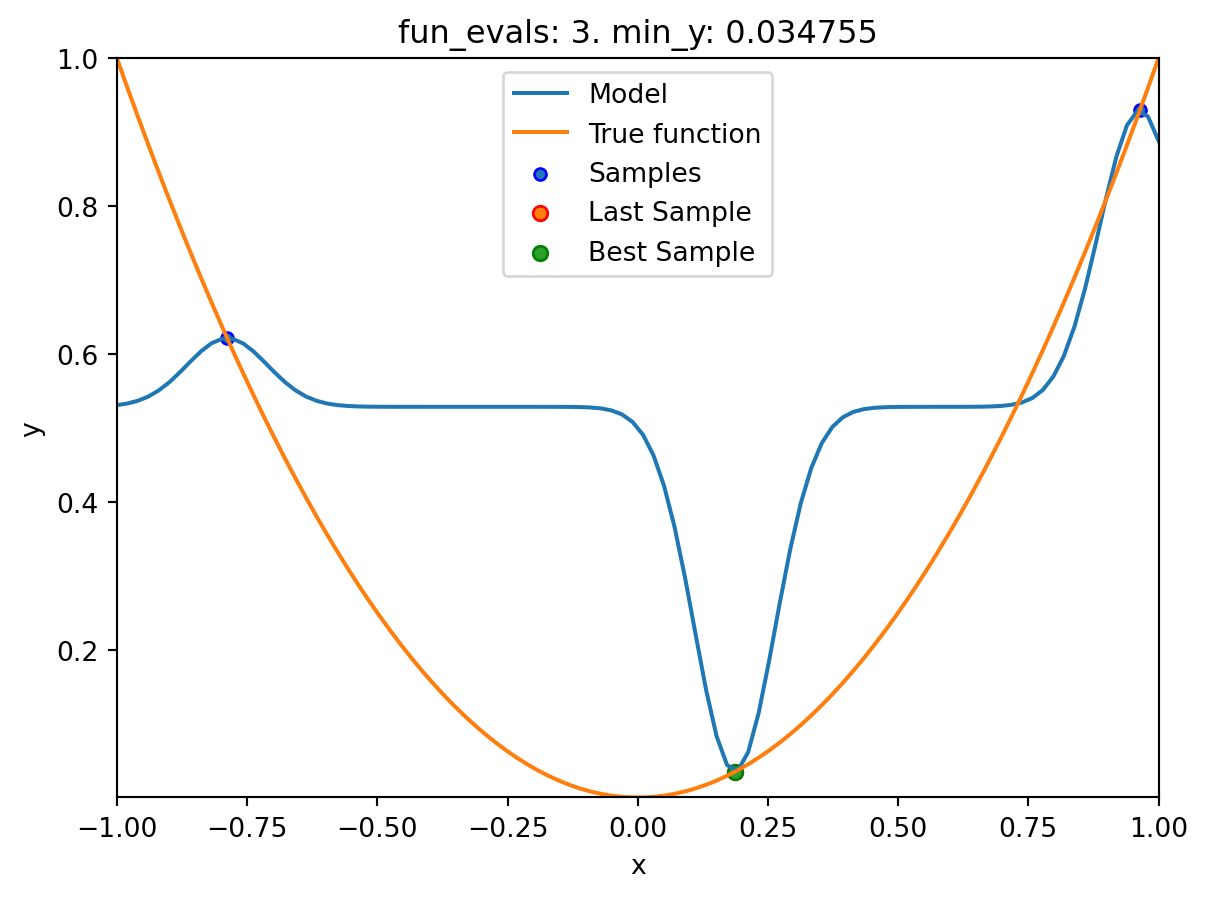 fun_evals: 3. min_y: 0.034755
1.0
0.8
0.6
0.4
0.2
y
Model
True function
Samples
Last Sample
Best Sample
−1.00 −0.75 −0.50 −0.25 0.00 0.25 0.50 0.75 1.00
x